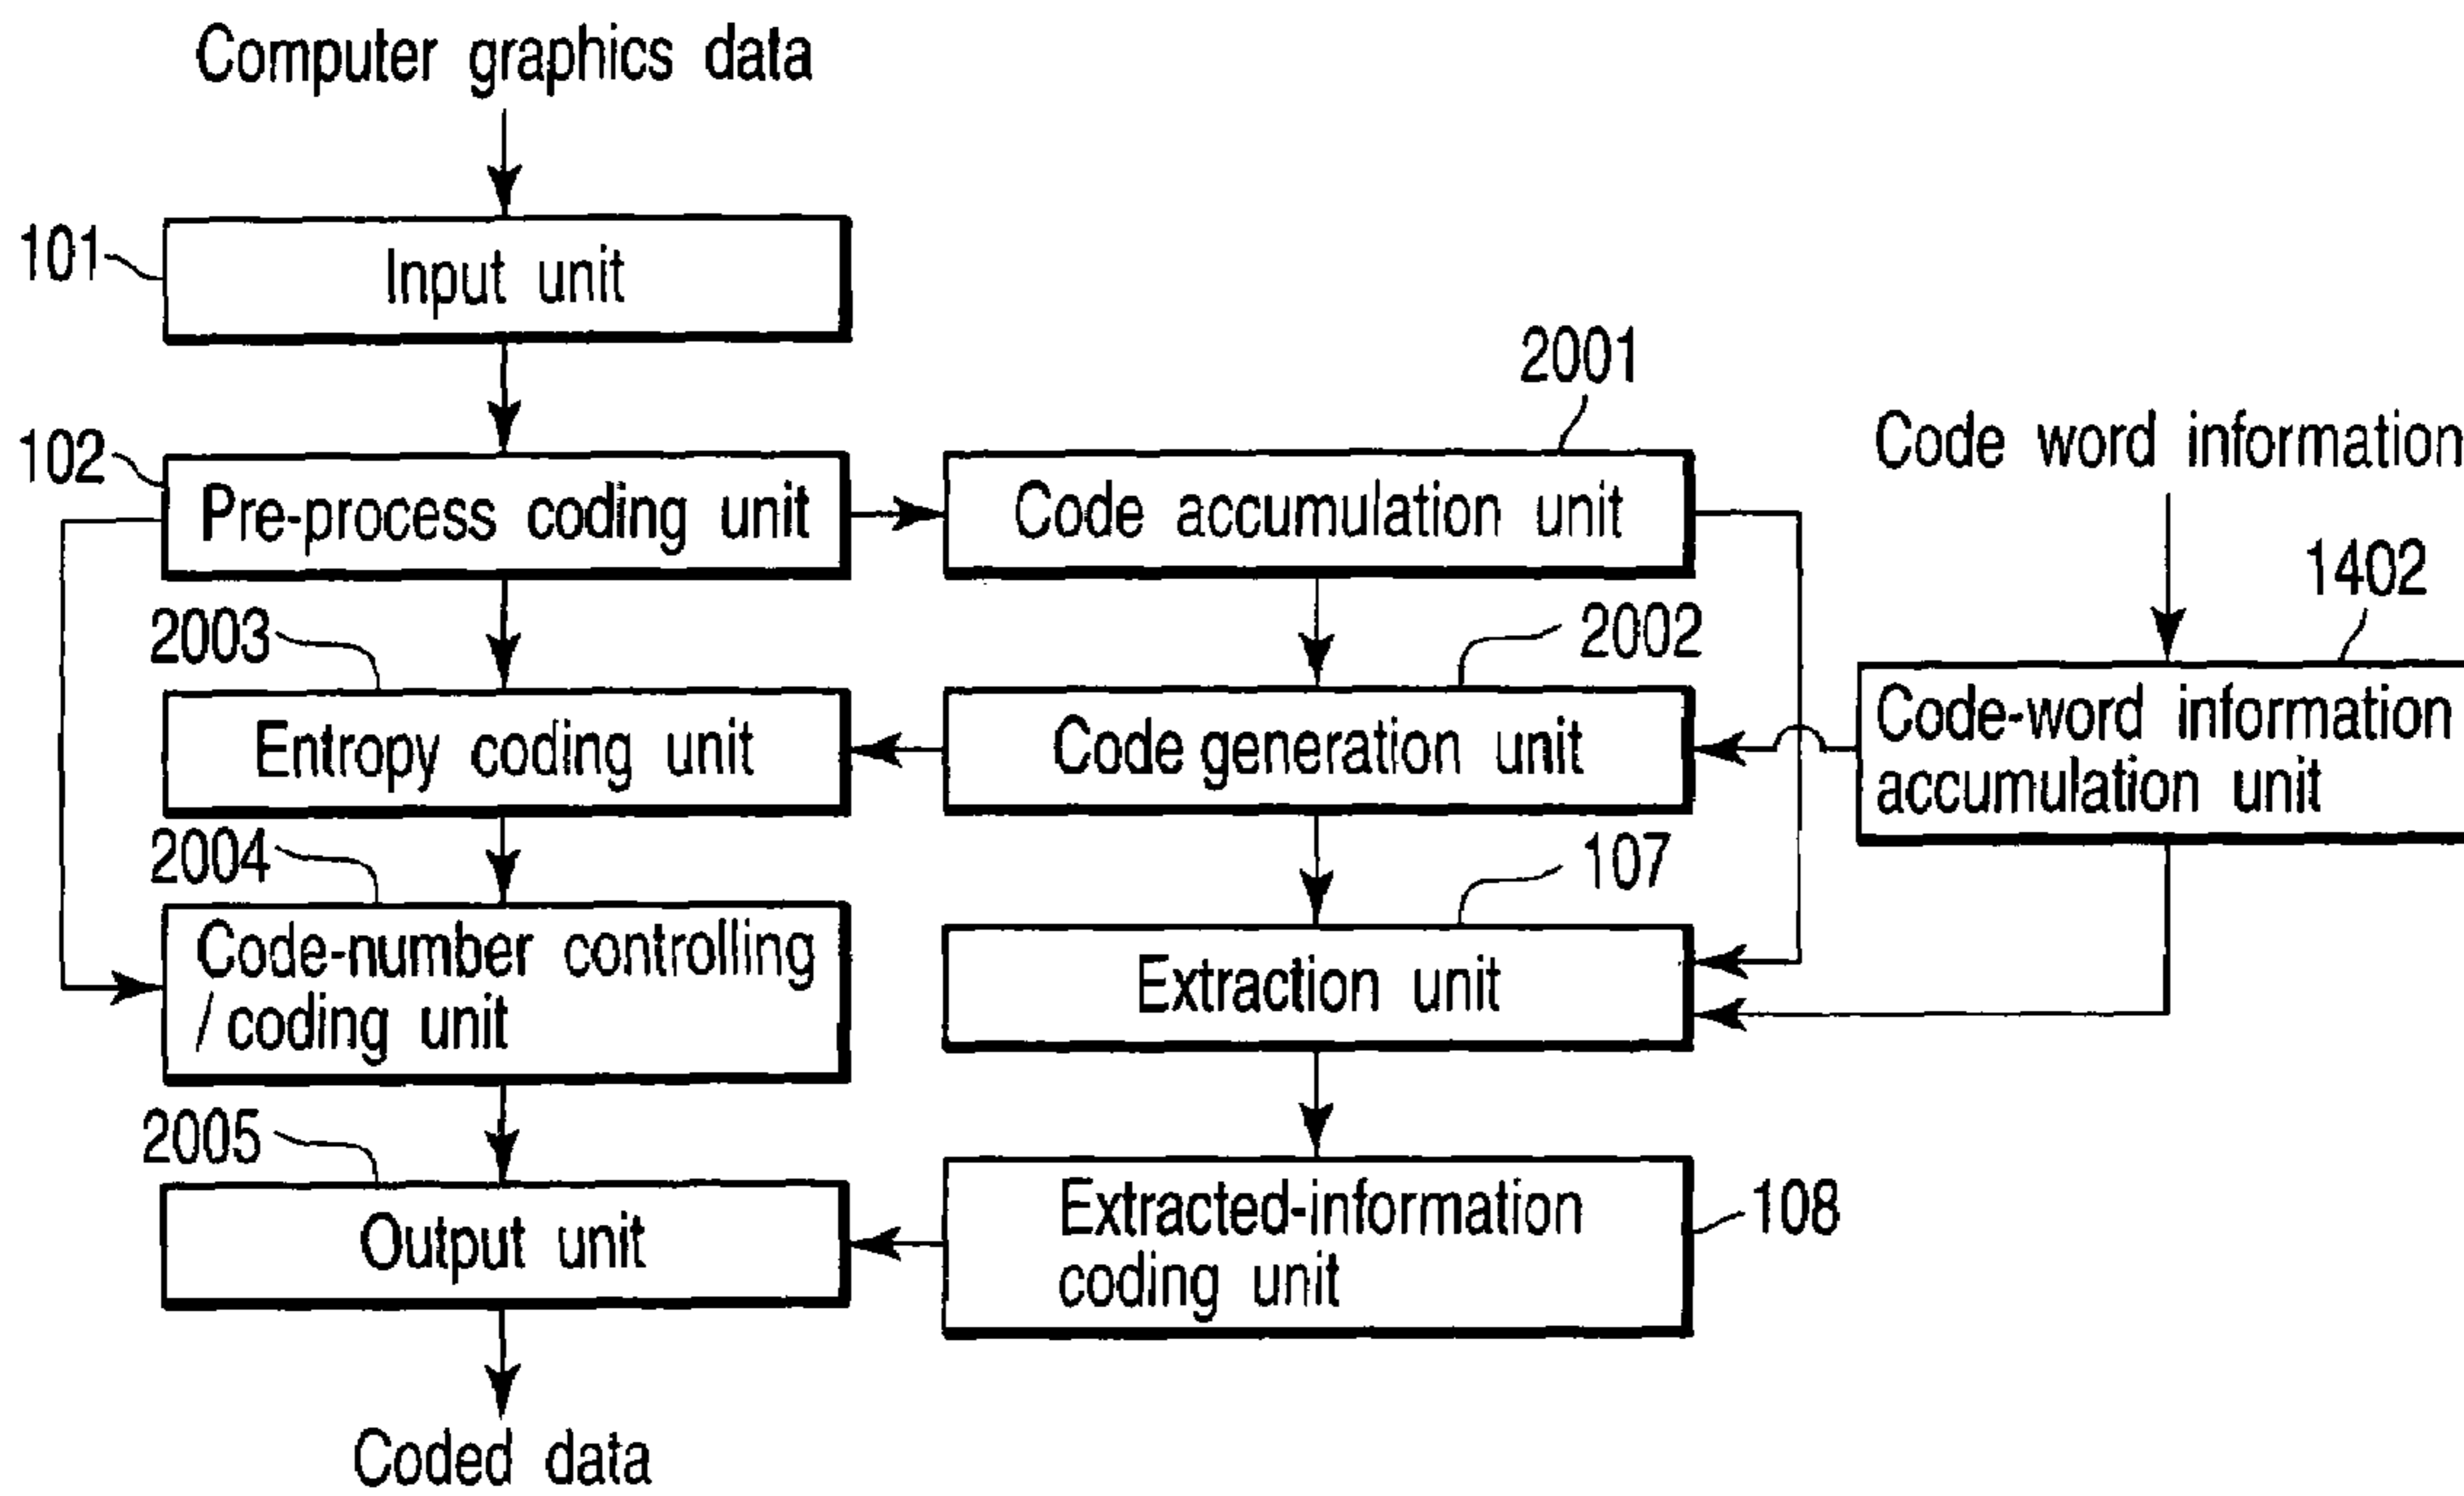 Computer graphics data
101
Input unit
2001
Code word information
102
Pre-process coding unit
Code accumulation unit
1402
2003
2002
Entropy coding unit
Code generation unit
Code-word information
accumulation unit
2004
107
Code-number controlling
/coding unit
Extraction unit
2005
Output unit
Extracted-information
coding unit
108
Coded data